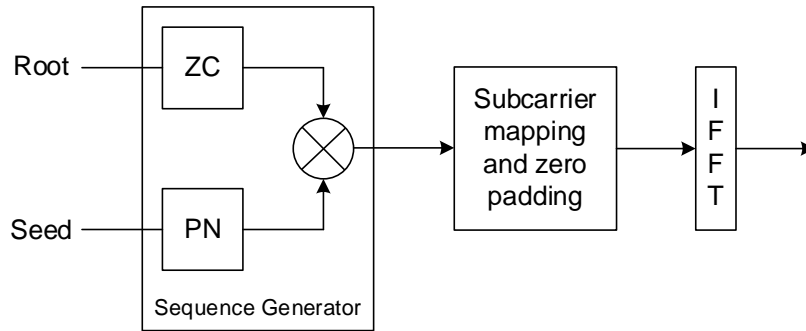 Root
ZC
Seed
PN
Sequence Generator
Subcarrier
mapping
and zero
padding
I
F
F
T